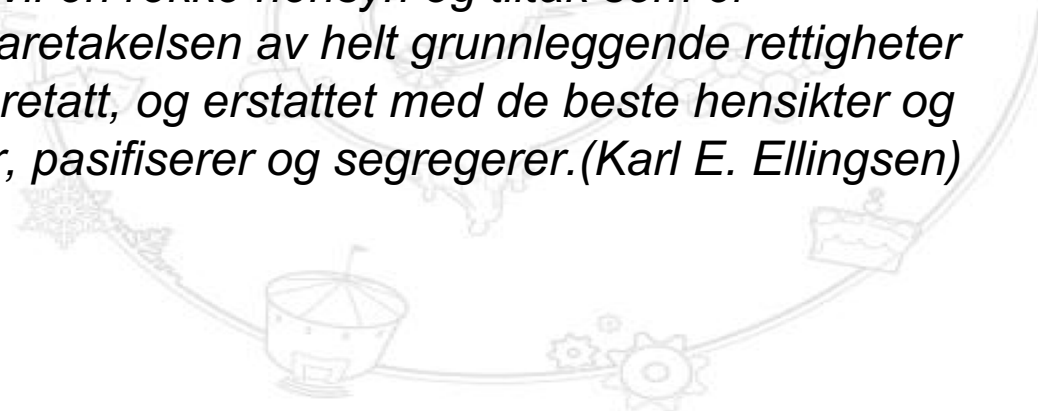 en rekke hensyn og tiltak som er
aretakelsen av helt grunnleggende rettigheter
retatt, og erstattet med de beste hensikter og
r, pasifiserer og segregerer.(Karl E. Ellingsen)